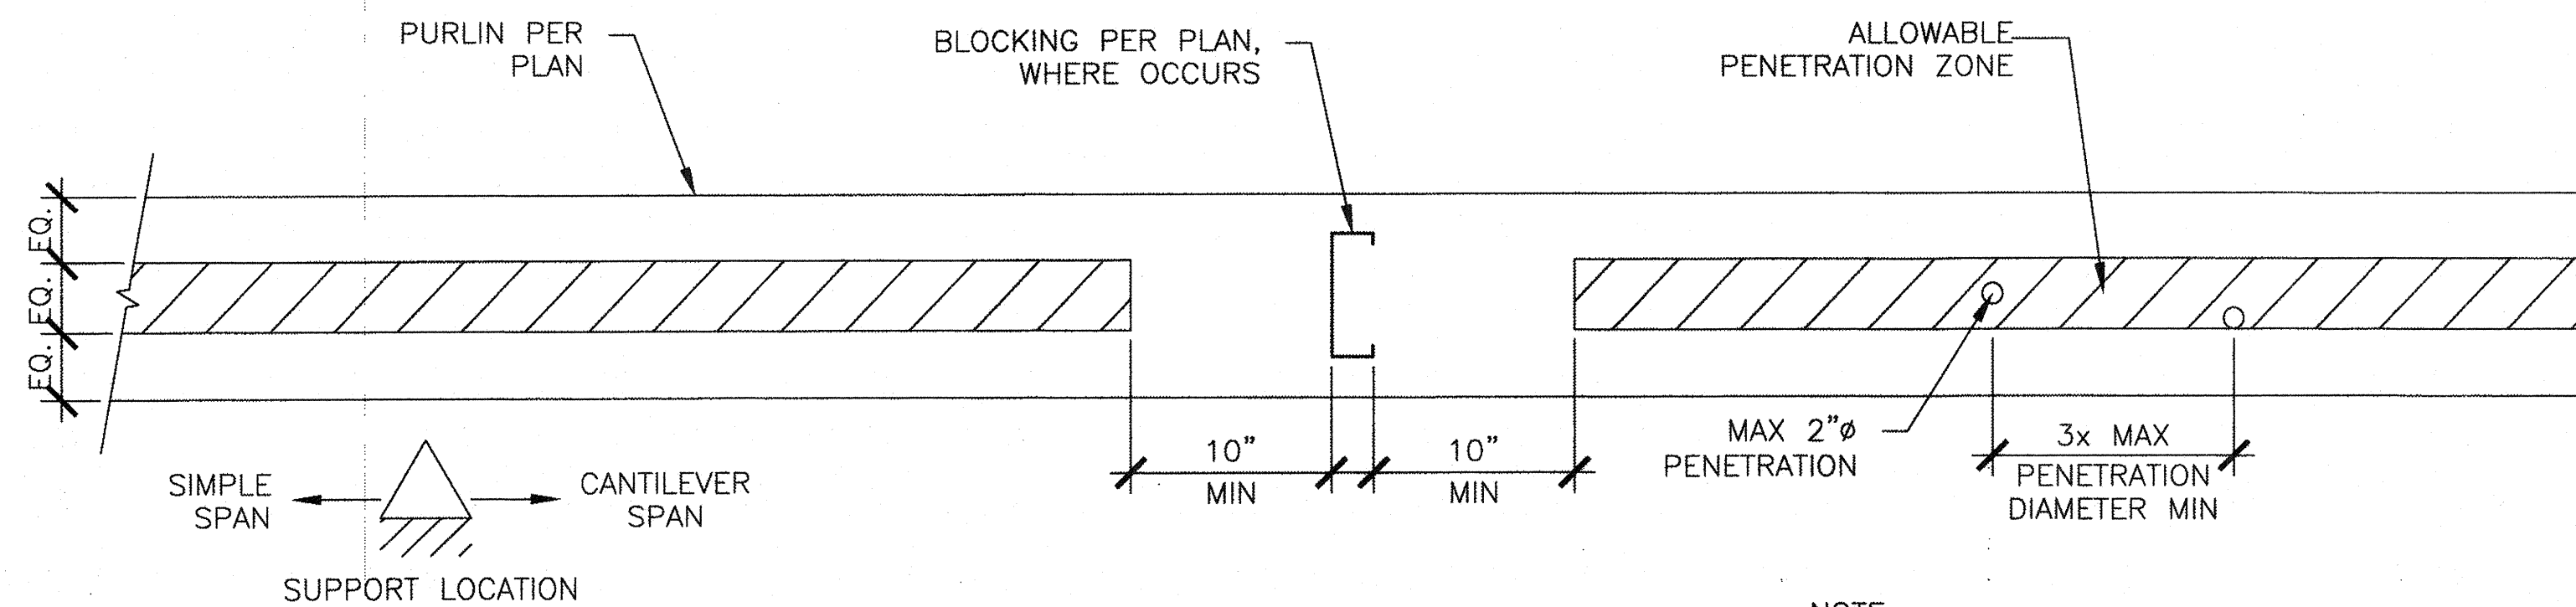 PURLIN PER
PLAN
BLOCKING PER PLAN,
WHERE OCCURS
ALLOWABLE
PENETRATION ZONE
EQ.
EQ.
EQ.
10"
MIN
10"
MIN
MAX 2"ø
PENETRATION
3x MAX
PENETRATION
DIAMETER MIN
SIMPLE
SPAN
CANTILEVER
SPAN
SUPPORT LOCATION
NOTE